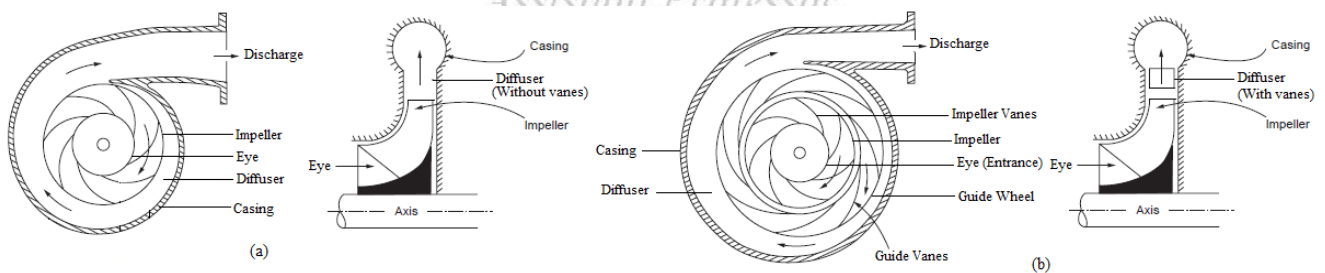 Discharge
Impeller
Eye
Diffuser
Casing
Casing
Diffuser
(Without vanes)
Impeller
Eye
Axis
(a)
Discharge
Impeller Vanes
Impeller
Eye (Entrance)
Guide Wheel
Guide Vanes
Casing
Diffuser
Casing
Diffuser
(With vanes)
Impeller
Eye
Axis
(b)